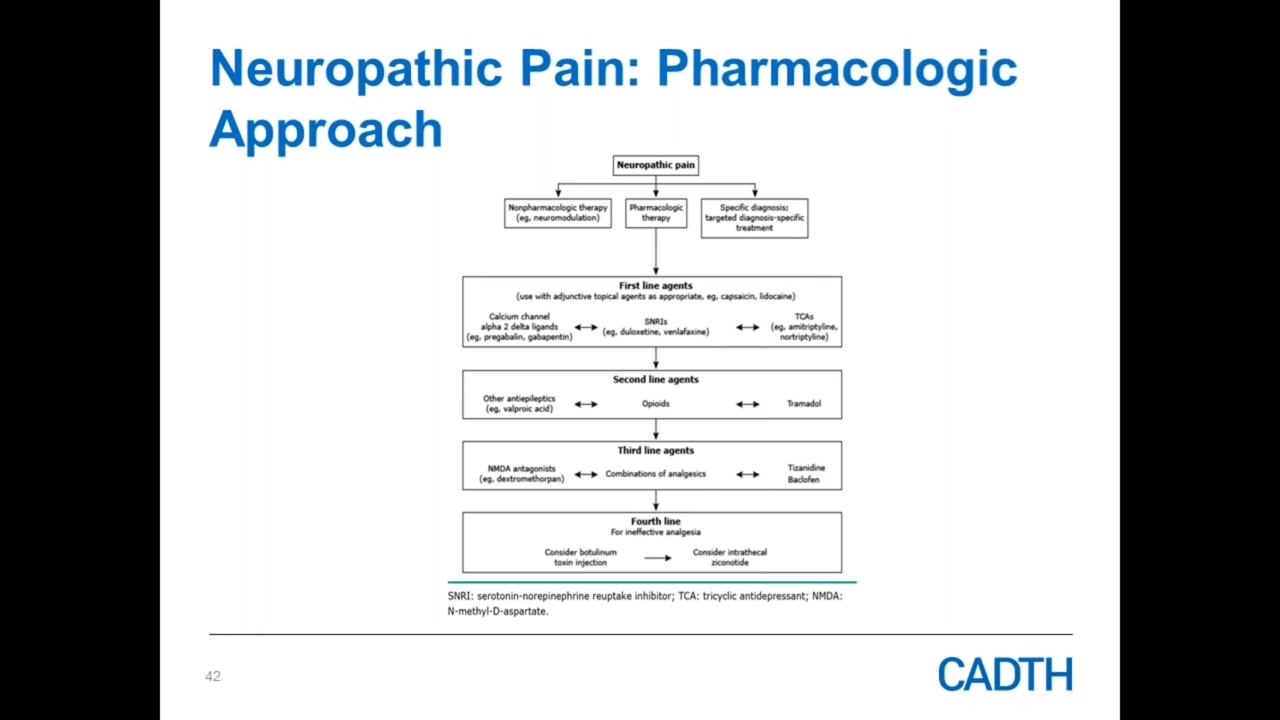 Neuropathic Pain: Pharmacologic
Approach
Neuropathic pain
Nonpharmacologic therapy
(eg, neuromodulation)
Pharmacologic
therapy
Specific diagnosis;
targeted diagnosis-specific
treatment
First line agents
(use with adjunctive topical agents as appropriate, eg, capsaicin, lidocaine)
Calcium channel
alpha 2 delta ligands
(eg, pregabalin, gabapentin)
SNRIs
(eg, duloxetine, venlafaxine)
TCAs
(eg, amitriptyline,
nortriptyline)
Second line agents
Other antiepileptics
(eg, valproic acid)
Opioids
Tramadol
Third line agents
NMDA antagonists
(eg, dextromethorpan)
Combinations of analgesics
Tizanidine
Baclofen
Fourth line
For ineffective analgesia
Consider botulinum
toxin injection
Consider intrathecal
ziconotide
SNRI: serotonin-norepinephrine reuptake inhibitor; TCA: tricyclic antidepressant; NMDA:
N-methyl-D-aspartate.
42
CADTH